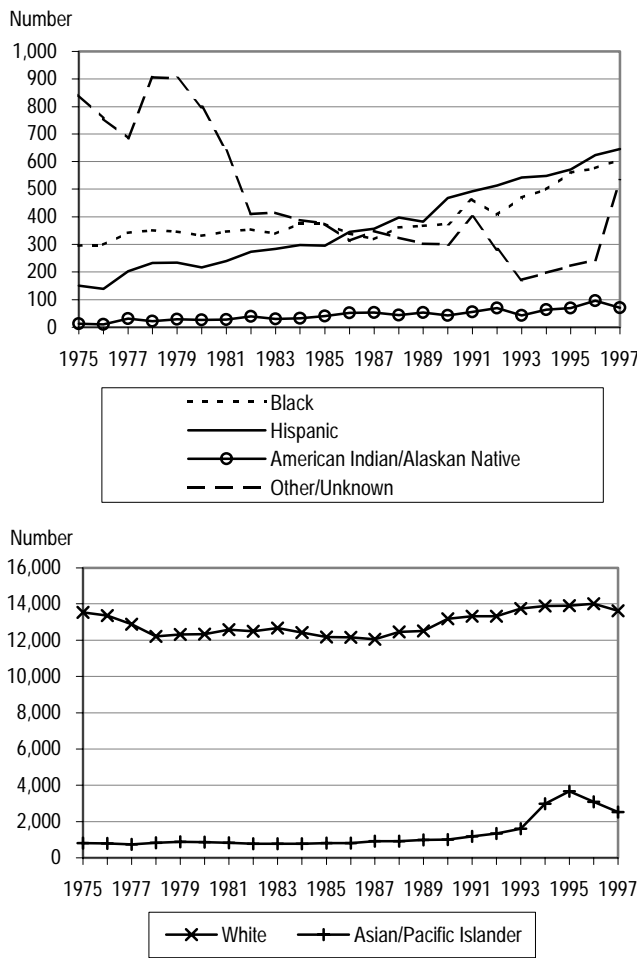 Number
1,000
900
800
700
600
500
400
300
200
100
0
1975 1977 1979 1981 1983 1985 1987 1989 1991 1993 1995 1997
Black
Hispanic
American Indian/Alaskan Native
Other/Unknown
Number
16,000
14,000
12,000
10,000
8,000
6,000
4,000
2,000
0
1975 1977 1979 1981 1983 1985 1987 1989 1991 1993 1995 1997
White Asian/Pacific Islander